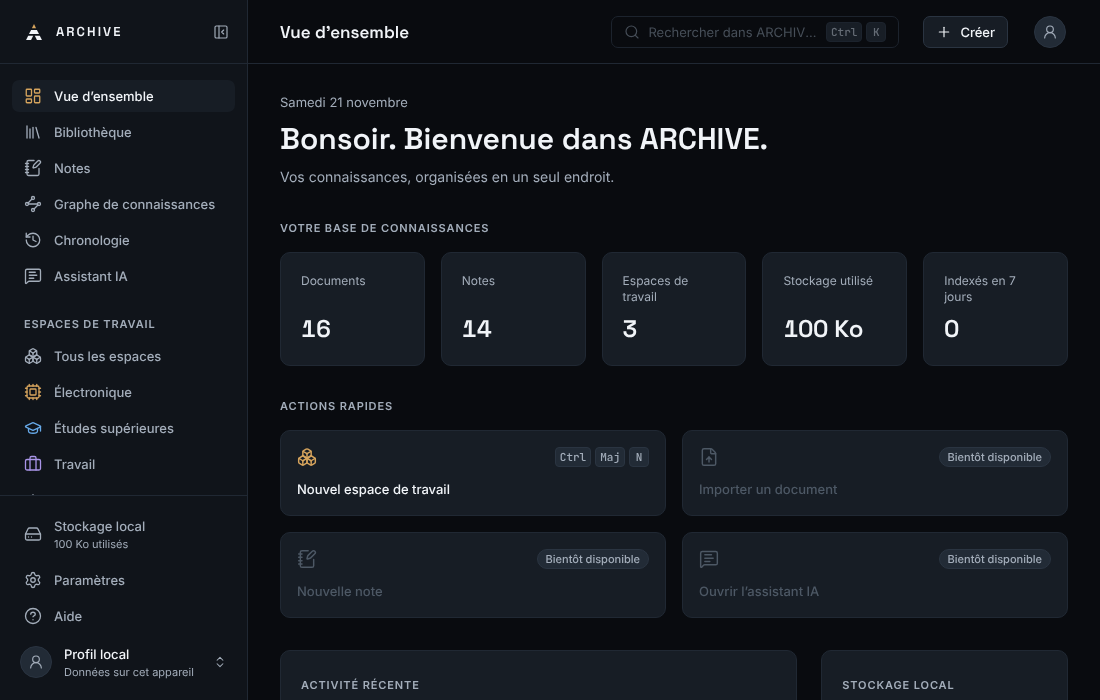 ARCHIVE
Vue d’ensemble
Bibliothèque
Notes
Graphe de connaissances
Chronologie
Assistant IA
ESPACES DE TRAVAIL
Tous les espaces
Électronique
Études supérieures
Travail
Stockage local
100 Ko utilisés
Paramètres
Aide
Profil local
Données sur cet appareil
Vue d’ensemble
Rechercher dans ARCHIV… Ctrl K
Créer
Samedi 21 novembre
Bonsoir. Bienvenue dans ARCHIVE.
Vos connaissances, organisées en un seul endroit.
VOTRE BASE DE CONNAISSANCES
Documents
16
Notes
14
Espaces de
travail
3
Stockage utilisé
100 Ko
Indexés en 7
jours
0
ACTIONS RAPIDES
Ctrl Maj N
Nouvel espace de travail
Bientôt disponible
Importer un document
Bientôt disponible
Nouvelle note
Bientôt disponible
Ouvrir l’assistant IA
ACTIVITÉ RÉCENTE
STOCKAGE LOCAL